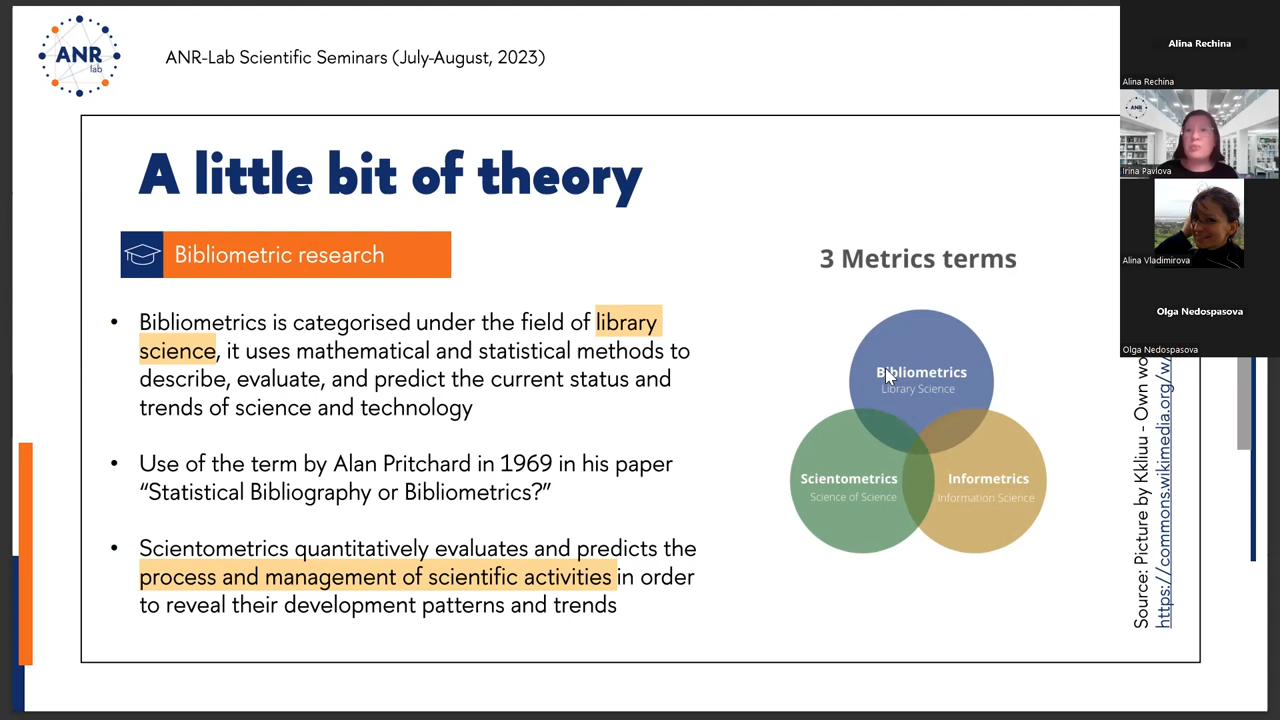 ANR
lab
ANR-Lab Scientific Seminars (July-August, 2023)
A little bit of theory
Bibliometric research
• Bibliometrics is categorised under the field of library
science, it uses mathematical and statistical methods to
describe, evaluate, and predict the current status and
trends of science and technology
• Use of the term by Alan Pritchard in 1969 in his paper
“Statistical Bibliography or Bibliometrics?”
• Scientometrics quantitatively evaluates and predicts the
process and management of scientific activities in order
to reveal their development patterns and trends
3 Metrics terms
Bibliometrics
Library Science
Scientometrics
Science of Science
Informetrics
Information Science
Source: Picture by Kkliuu - Own wo
https://commons.wikimedia.org/w/
Alina Rechina
Alina Rechina
ANR
Irina Pavlova
Alina Vladimirova
Olga Nedospasova
Olga Nedospasova